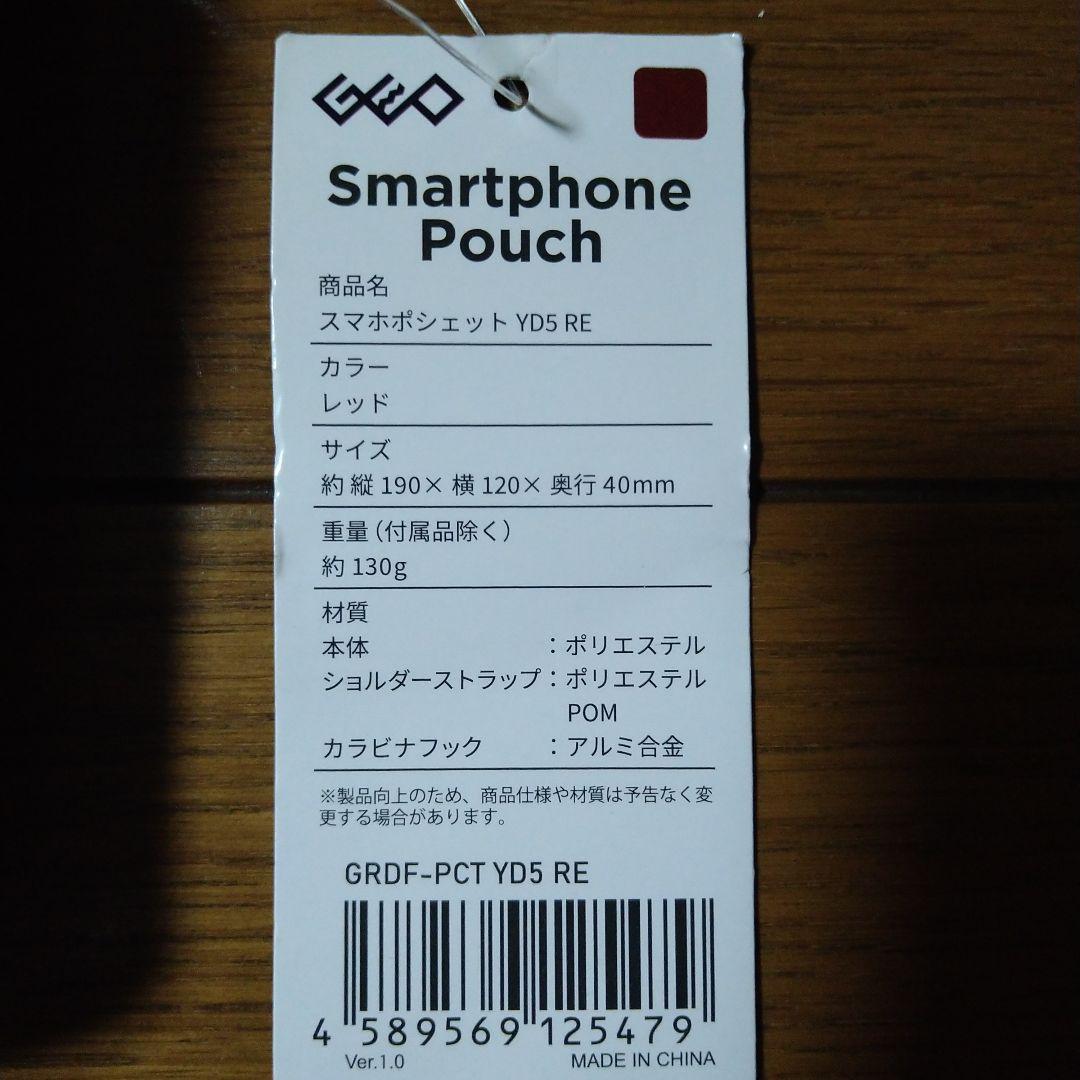 GEO
Smartphone
Pouch
商品名
スマホポシェット YD5 RE
カラー
レッド
サイズ
約 縦 190× 横 120× 奥行 40mm
重量（付属品除く）
約 130g
材質
本体 ：ポリエステル
ショルダーストラップ：ポリエステル
POM
カラビナフック ：アルミ合金
※製品向上のため、商品仕様や材質は予告なく変
更する場合があります。
GRDF-PCT YD5 RE
4 589569 125479
Ver.1.0 MADE IN CHINA